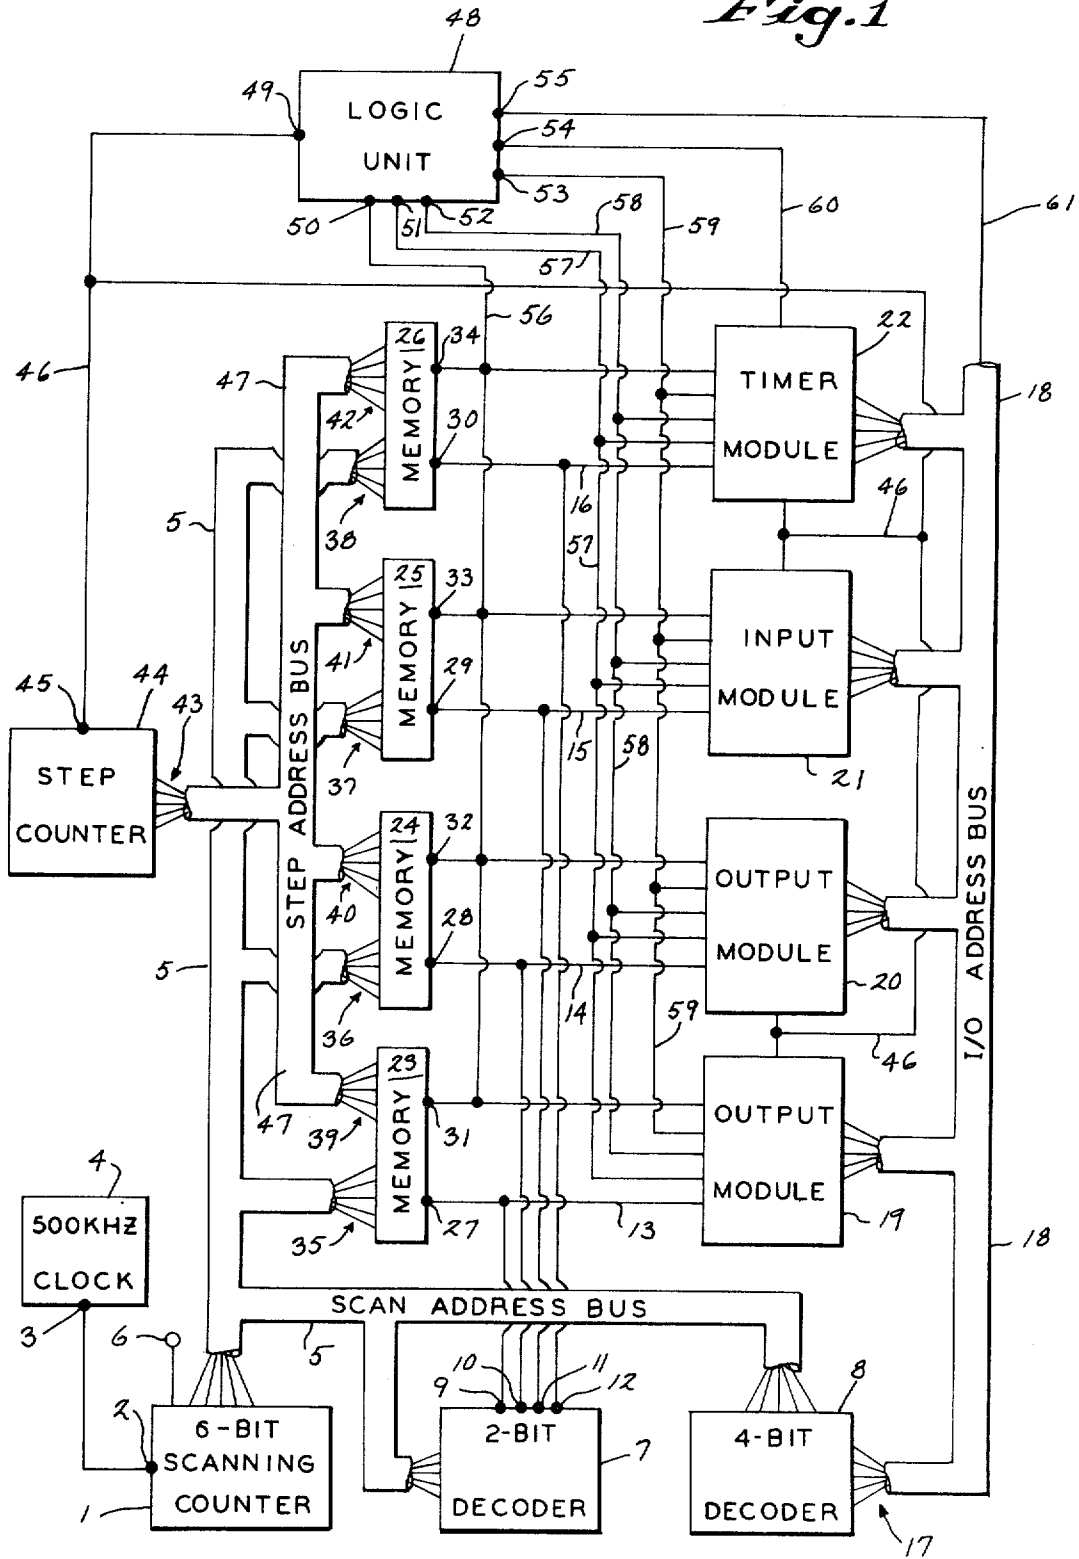 Fig.1
48
49
LOGIC
UNIT
55
54
53
50
51
52
58
57
59
60
61
56
46
47
26
MEMORY
34
42
30
38
16
22
TIMER
MODULE
18
5
57
46
25
MEMORY
33
41
29
37
15
58
INPUT
MODULE
21
45
44
43
STEP
COUNTER
STEP ADDRESS BUS
24
MEMORY
32
40
28
36
14
59
OUTPUT
MODULE
20
46
I/O ADDRESS BUS
5
47
23
MEMORY
31
39
27
35
13
OUTPUT
MODULE
19
18
4
500KHZ
CLOCK
3
6
SCAN ADDRESS BUS
5
10
9
11
12
8
2
1
6-BIT
SCANNING
COUNTER
2-BIT
DECODER
7
4-BIT
DECODER
17